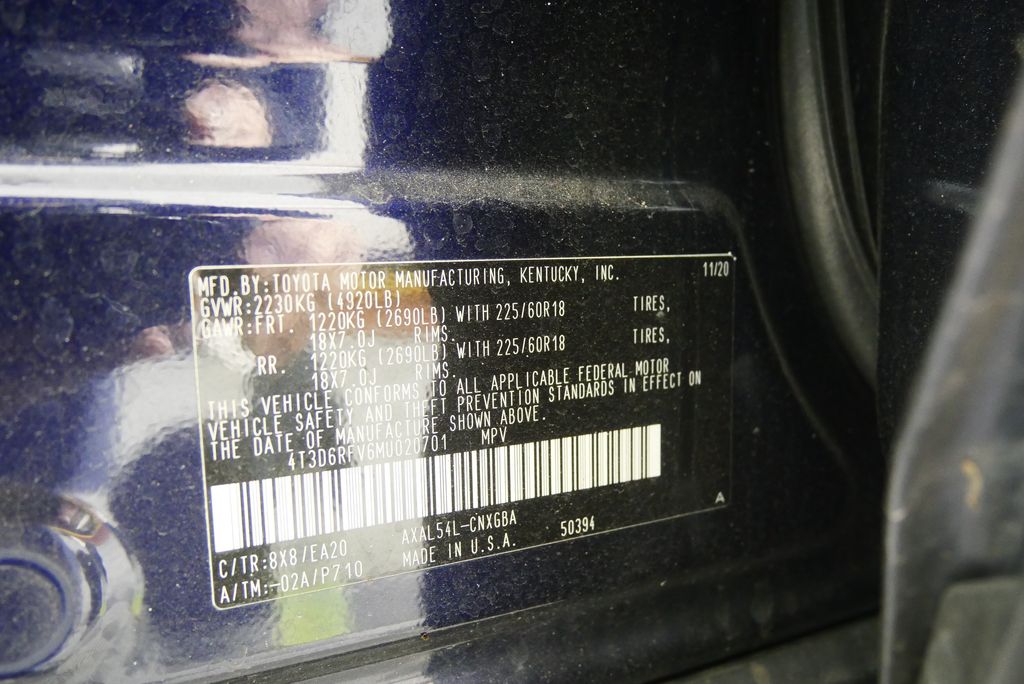 MFD.BY:TOYOTA MOTOR MANUFACTURING, KENTUCKY, INC. 11/20
GVWR:2230KG (4920LB)
GAWR:FRT. 1220KG (2690LB) WITH 225/60R18 TIRES,
18X7.0J RIMS.
RR. 1220KG (2690LB) WITH 225/60R18 TIRES,
18X7.0J RIMS.
THIS VEHICLE CONFORMS TO ALL APPLICABLE FEDERAL MOTOR
VEHICLE SAFETY AND THEFT PREVENTION STANDARDS IN EFFECT ON
THE DATE OF MANUFACTURE SHOWN ABOVE.
4T3D6RFV6MU020701 MPV
A
C/TR:8X8/EA20 AXAL54L-CNXGBA 50394
A/TM:-02A/P710 MADE IN U.S.A.